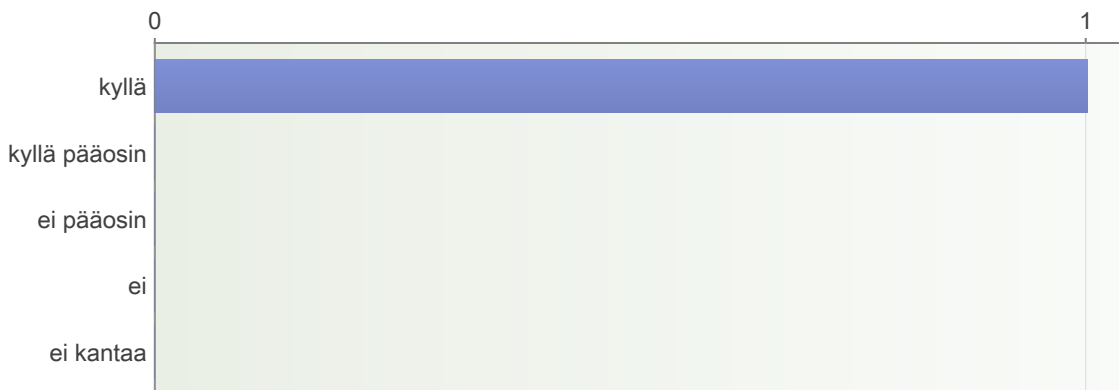 0 1
kyllä
kyllä pääosin
ei pääosin
ei
ei kantaa